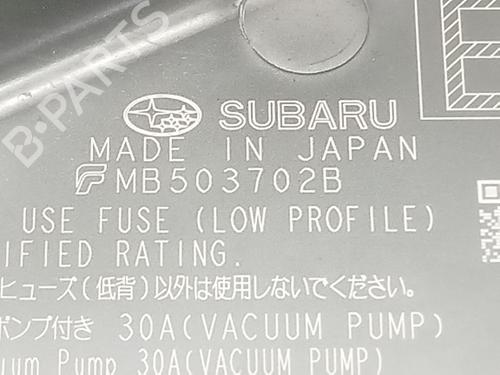 B-PARTS
SUBARU
MADE IN JAPAN
MB503702B
USE FUSE (LOW PROFILE)
IFIED RATING.
ヒューズ(低背)以外は使用しないでください。
ポンプ付き 30A(VACUUM PUMP)
uum Pump 30A(VACUUM PUMP)